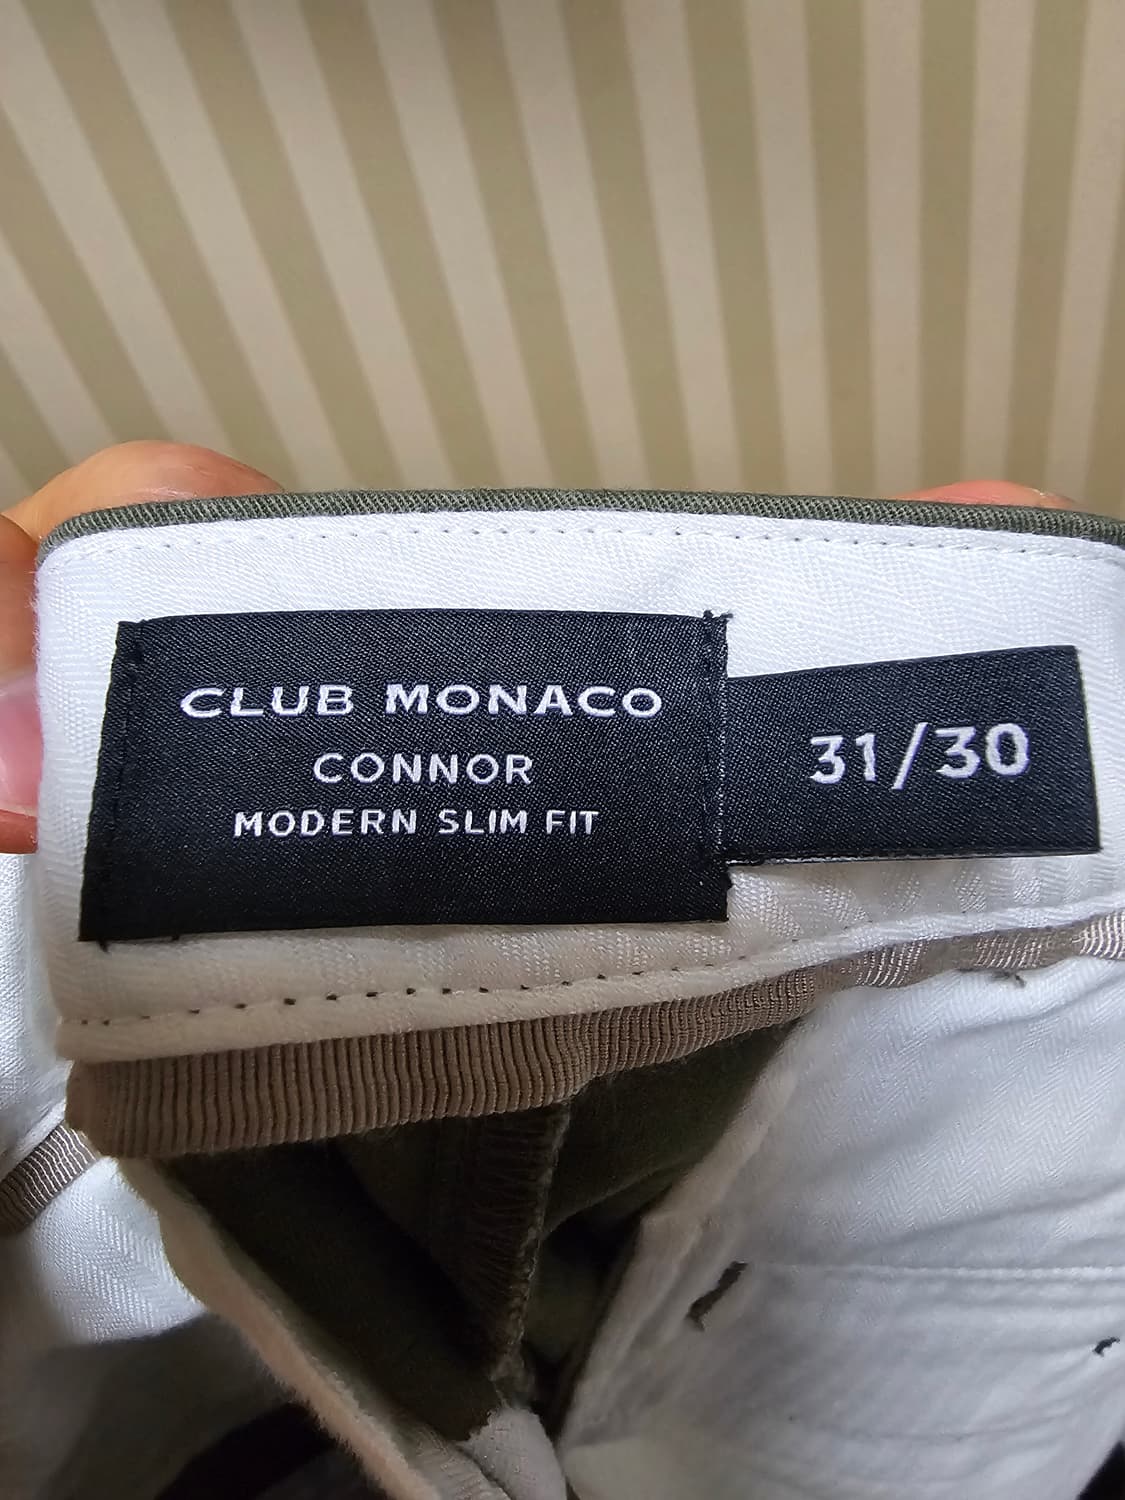 CLUB MONACO
CONNOR
MODERN SLIM FIT
31/30